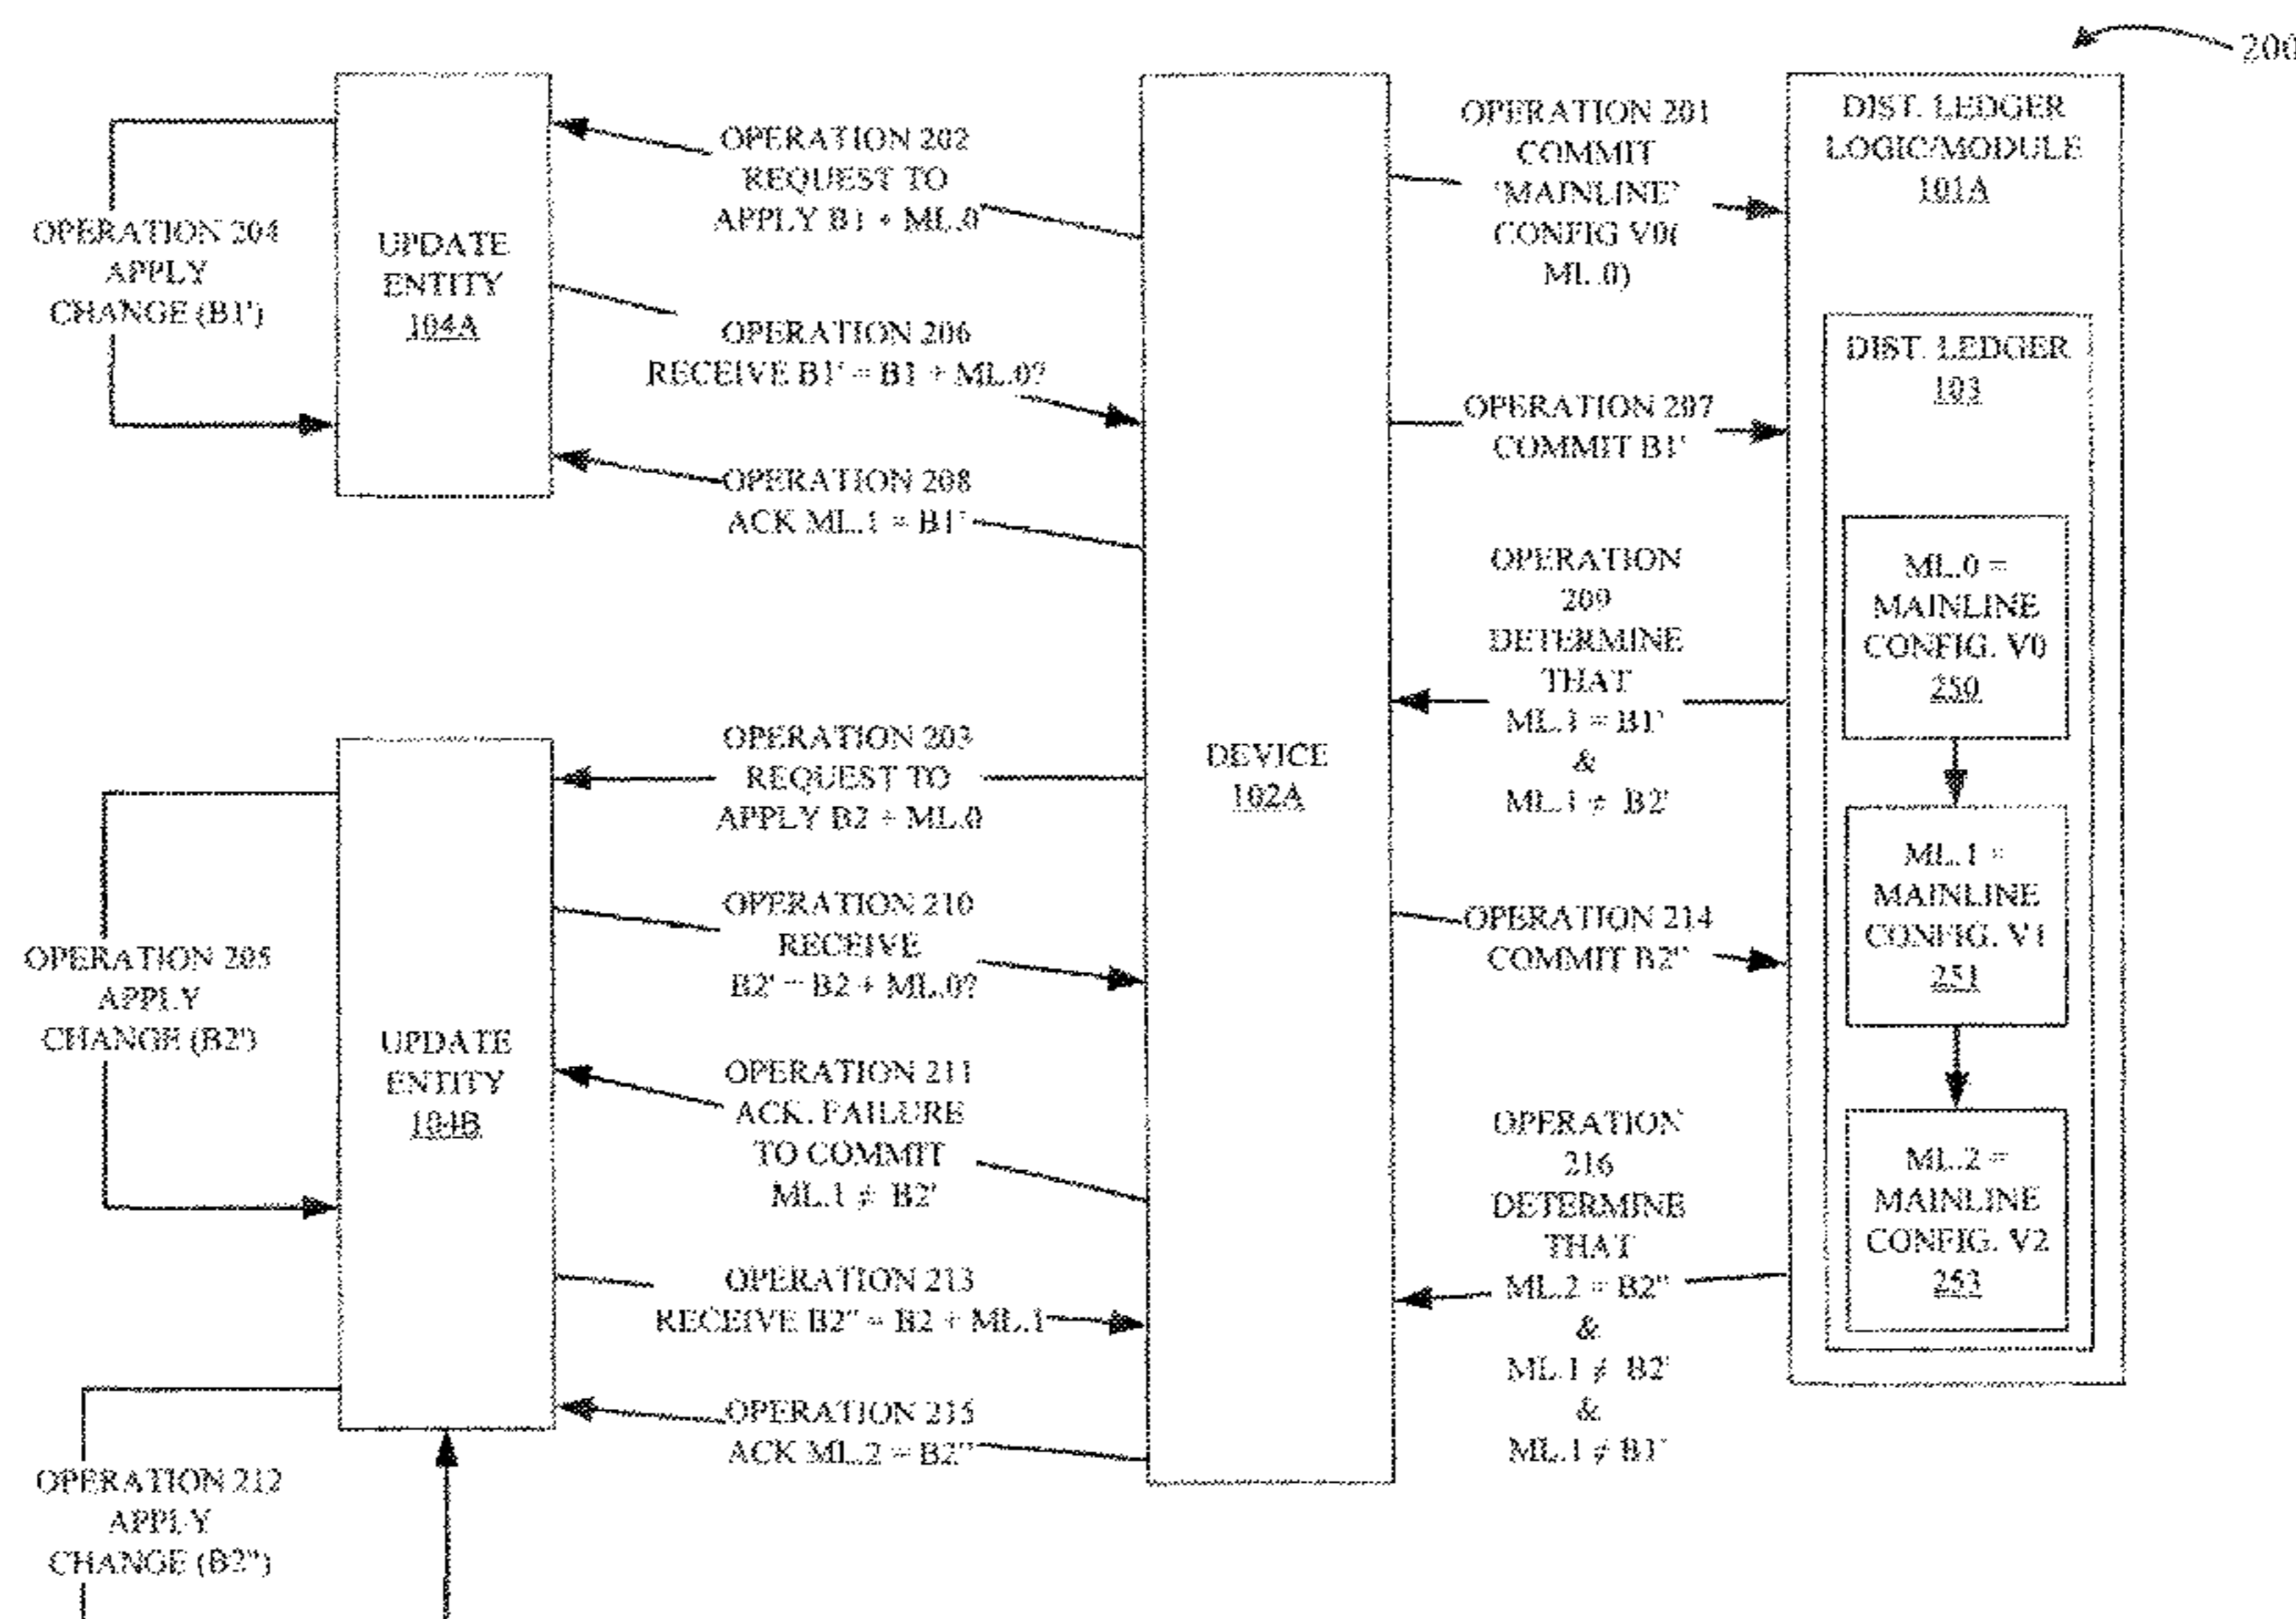 200
OPERATION 204
APPLY
CHANGE (B1')
UPDATE
ENTITY
104A
OPERATION 202
REQUEST TO
APPLY B1 + ML.0
OPERATION 206
RECEIVE B1' = B1 + ML.0?
OPERATION 208
ACK ML.1 = B1'
OPERATION 205
APPLY
CHANGE (B2')
UPDATE
ENTITY
104B
OPERATION 203
REQUEST TO
APPLY B2 + ML.0
OPERATION 210
RECEIVE
B2' = B2 + ML.0?
OPERATION 211
ACK. FAILURE
TO COMMIT
ML.1 ≠ B2'
OPERATION 213
RECEIVE B2" = B2 + ML.1
OPERATION 215
ACK ML.2 = B2"
OPERATION 212
APPLY
CHANGE (B2")
DEVICE
102A
OPERATION 201
COMMIT
'MAINLINE'
CONFIG V0(
ML.0)
OPERATION 207
COMMIT B1'
OPERATION
209
DETERMINE
THAT
ML.1 = B1'
&
ML.1 ≠ B2'
OPERATION 214
COMMIT B2"
OPERATION
216
DETERMINE
THAT
ML.2 = B2"
&
ML.1 ≠ B2'
&
ML.1 ≠ B1'
DIST. LEDGER
LOGIC/MODULE
101A
DIST. LEDGER
103
ML.0 =
MAINLINE
CONFIG. V0
250
ML.1 =
MAINLINE
CONFIG. V1
251
ML.2 =
MAINLINE
CONFIG. V2
253